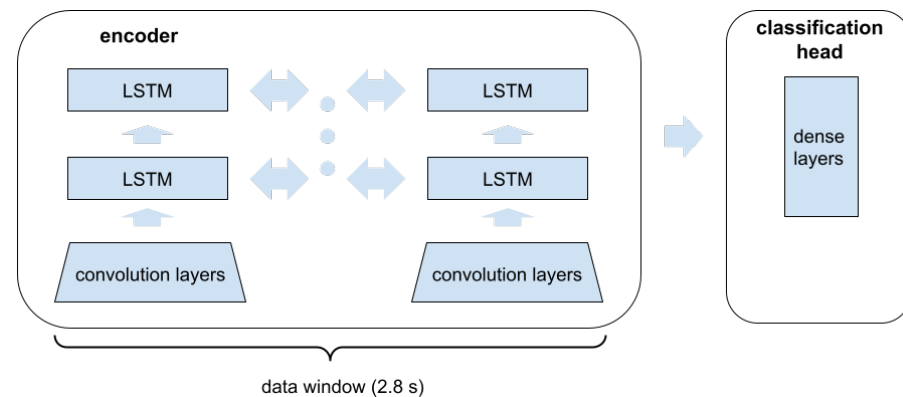 encoder
LSTM
LSTM
LSTM
LSTM
convolution layers
convolution layers
data window (2.8 s)
classification
head
dense
layers